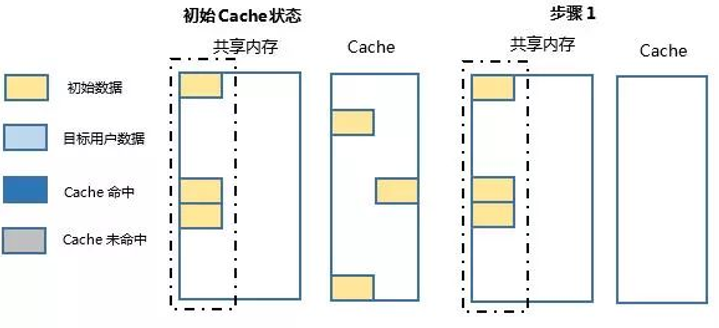 初始Cache状态
步骤1
共享内存
Cache
共享内存
Cache
初始数据
目标用户数据
Cache 命中
Cache 未命中